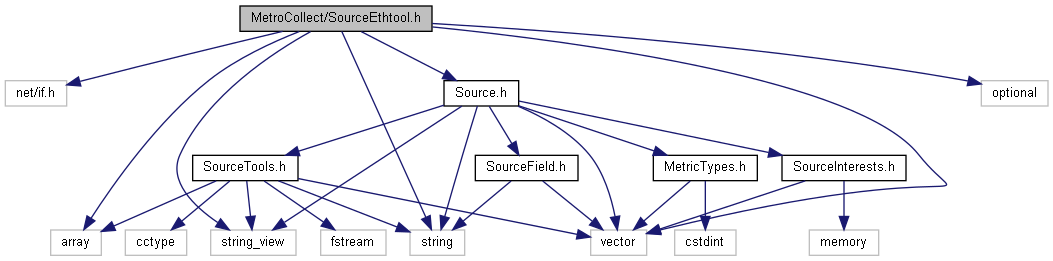 MetroCollect/SourceEthtool.h
net/if.h
Source.h
optional
SourceTools.h
SourceField.h
MetricTypes.h
SourceInterests.h
array
cctype
string_view
fstream
string
vector
cstdint
memory